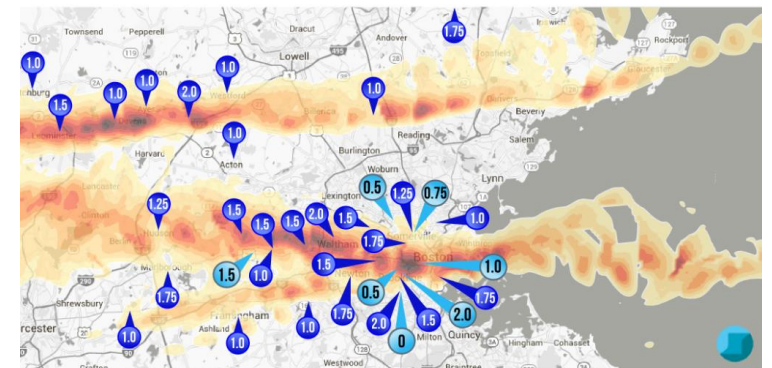 Townsend
Pepperell
Dracut
Andover
Rockport
Lowell
1.75
1.0
1.0
1.0
1.0
1.0
1.5
2.0
1.0
Westford
Beverly
Reading
Salem
Harvard
1.0
Acton
Burlington
Woburn
Lynn
Lexington
0.5
1.25
0.75
1.25
1.5
1.5
1.5
2.0
1.5
1.0
Waltham
1.75
Boston
1.5
1.0
1.5
1.0
Newton
Marlborough
1.75
0.5
1.75
Shrewsbury
1.75
2.0
1.0
Framingham
1.0
2.0
1.5
Ashland
1.0
0
Milton
Quincy
Hingham
Cohasset
Westwood
Braintree